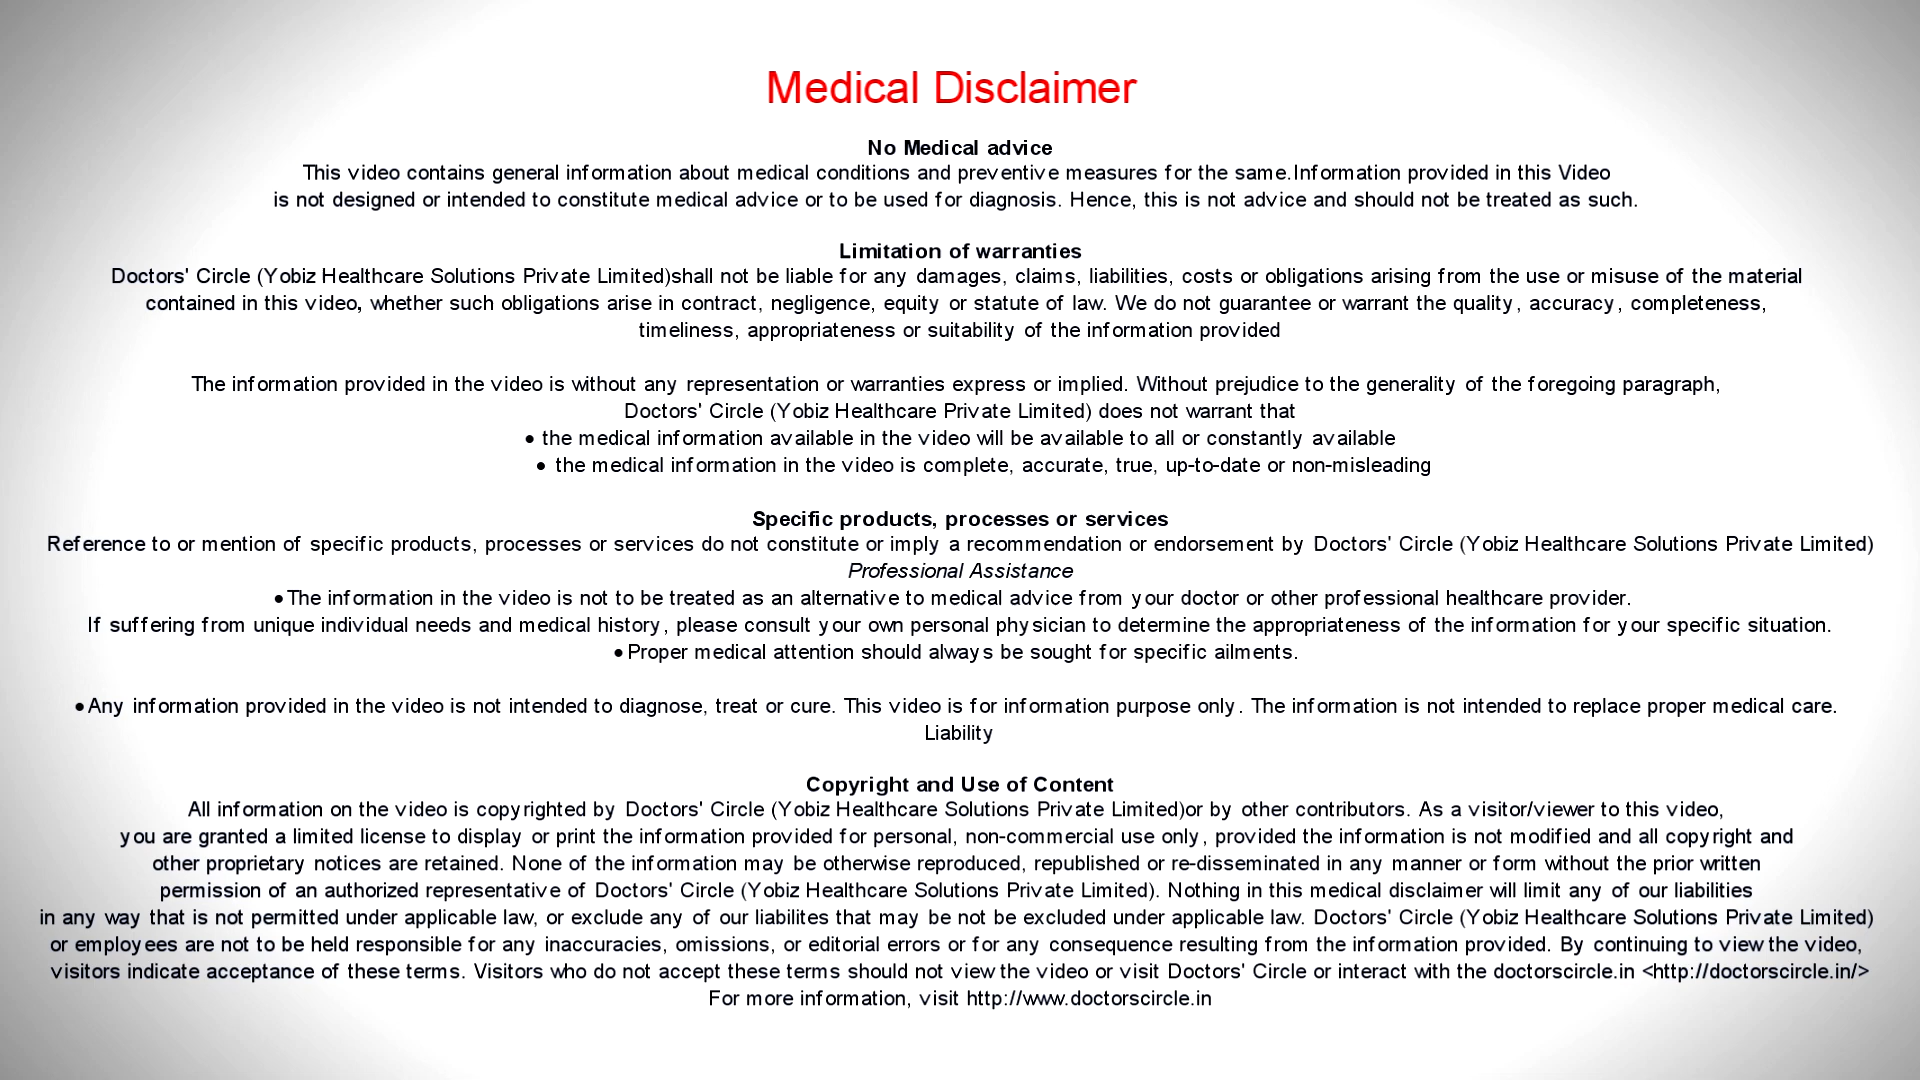 Medical Disclaimer
No Medical advice
This video contains general information about medical conditions and preventive measures for the same.Information provided in this Video
is not designed or intended to constitute medical advice or to be used for diagnosis. Hence, this is not advice and should not be treated as such.
Limitation of warranties
Doctors' Circle (Yobiz Healthcare Solutions Private Limited)shall not be liable for any damages, claims, liabilities, costs or obligations arising from the use or misuse of the material
contained in this video, whether such obligations arise in contract, negligence, equity or statute of law. We do not guarantee or warrant the quality, accuracy, completeness,
timeliness, appropriateness or suitability of the information provided
The information provided in the video is without any representation or warranties express or implied. Without prejudice to the generality of the foregoing paragraph,
Doctors' Circle (Yobiz Healthcare Private Limited) does not warrant that
• the medical information available in the video will be available to all or constantly available
• the medical information in the video is complete, accurate, true, up-to-date or non-misleading
Specific products, processes or services
Reference to or mention of specific products, processes or services do not constitute or imply a recommendation or endorsement by Doctors' Circle (Yobiz Healthcare Solutions Private Limited)
Professional Assistance
•The information in the video is not to be treated as an alternative to medical advice from your doctor or other professional healthcare provider.
If suffering from unique individual needs and medical history, please consult your own personal physician to determine the appropriateness of the information for your specific situation.
•Proper medical attention should always be sought for specific ailments.
•Any information provided in the video is not intended to diagnose, treat or cure. This video is for information purpose only. The information is not intended to replace proper medical care.
Liability
Copyright and Use of Content
All information on the video is copyrighted by Doctors' Circle (Yobiz Healthcare Solutions Private Limited)or by other contributors. As a visitor/viewer to this video,
you are granted a limited license to display or print the information provided for personal, non-commercial use only, provided the information is not modified and all copyright and
other proprietary notices are retained. None of the information may be otherwise reproduced, republished or re-disseminated in any manner or form without the prior written
permission of an authorized representative of Doctors' Circle (Yobiz Healthcare Solutions Private Limited). Nothing in this medical disclaimer will limit any of our liabilities
in any way that is not permitted under applicable law, or exclude any of our liabilites that may be not be excluded under applicable law. Doctors' Circle (Yobiz Healthcare Solutions Private Limited)
or employees are not to be held responsible for any inaccuracies, omissions, or editorial errors or for any consequence resulting from the information provided. By continuing to view the video,
visitors indicate acceptance of these terms. Visitors who do not accept these terms should not view the video or visit Doctors' Circle or interact with the doctorscircle.in <http://doctorscircle.in/>
For more information, visit http://www.doctorscircle.in